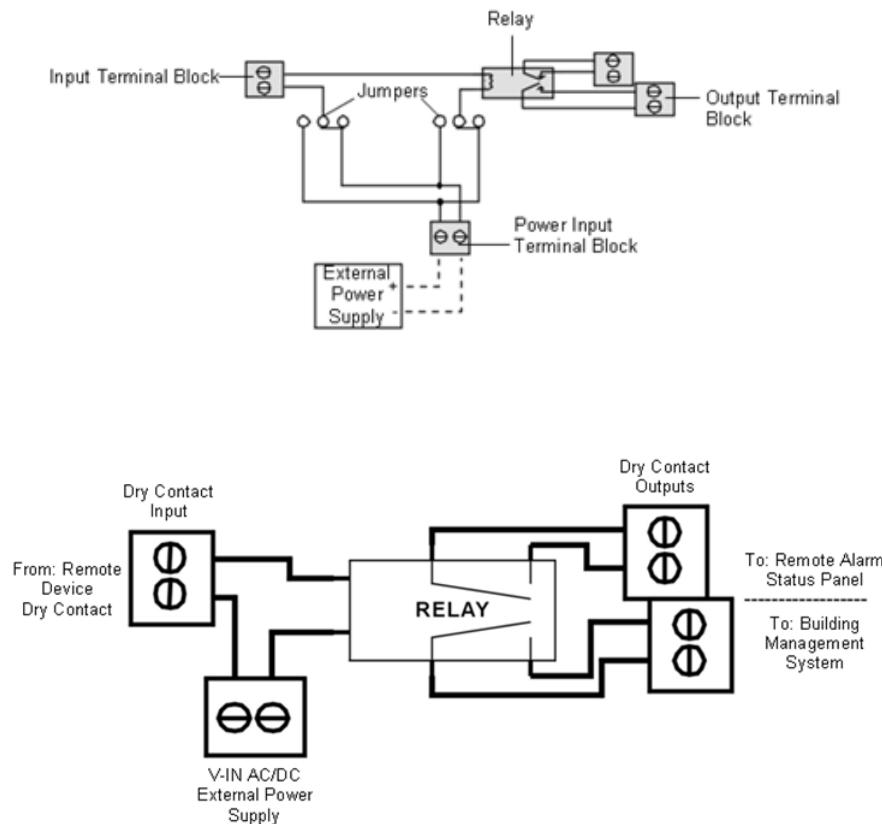 Relay
Input Terminal Block
Jumpers
Output Terminal
Block
Power Input
Terminal Block
External
Power
Supply
+
-
Dry Contact
Input
Dry Contact
Outputs
From: Remote
Device
Dry Contact
RELAY
To: Remote Alarm
Status Panel
To: Building
Management
System
V-IN AC/DC
External Power
Supply